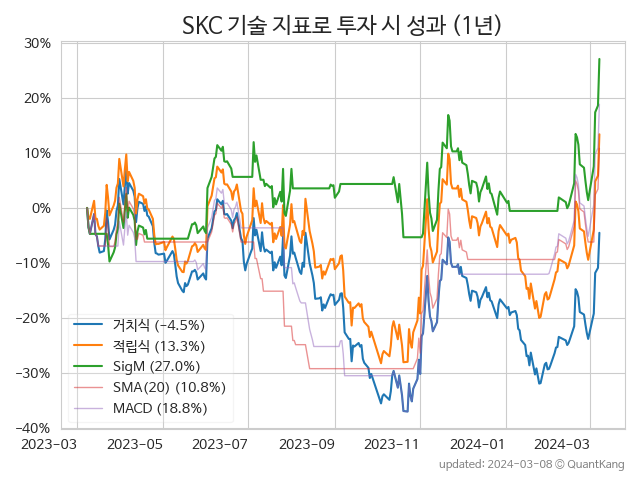 SKC 기술 지표로 투자 시 성과 (1년)
30%
20%
10%
0%
−10%
−20%
−30%
−40%
거치식 (−4.5%)
적립식 (13.3%)
SigM (27.0%)
SMA(20) (10.8%)
MACD (18.8%)
2023−03 2023−05 2023−07 2023−09 2023−11 2024−01 2024−03
updated: 2024−03−08 ⓒ QuantKang